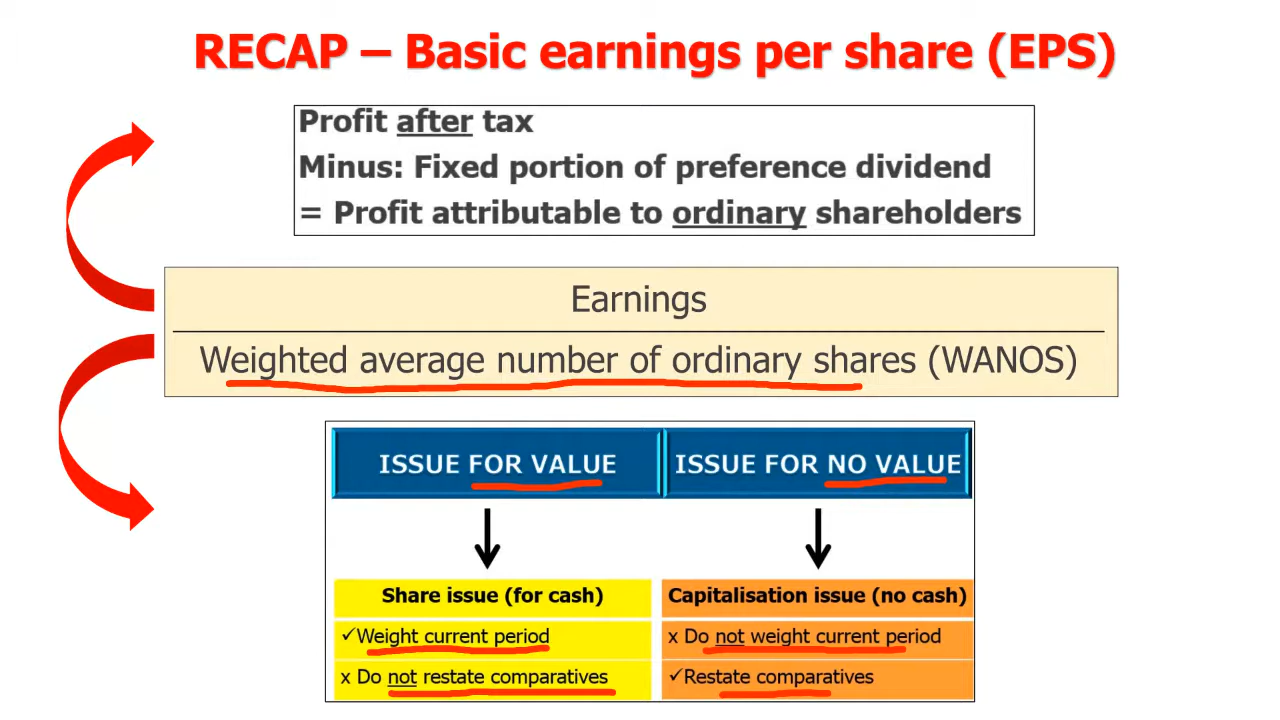 RECAP – Basic earnings per share (EPS)
Profit after tax
Minus: Fixed portion of preference dividend
= Profit attributable to ordinary shareholders
Earnings
Weighted average number of ordinary shares (WANOS)
ISSUE FOR VALUE
ISSUE FOR NO VALUE
Share issue (for cash)
Capitalisation issue (no cash)
✓Weight current period
x Do not weight current period
x Do not restate comparatives
✓Restate comparatives